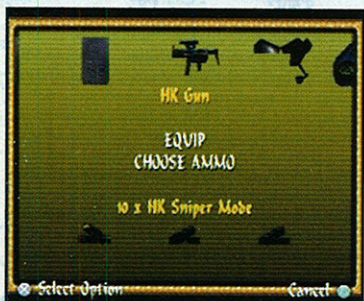 HK Gun
EQUIP
CHOOSE AMMO
10 x HK Sniper Mode
Select Option
Cancel